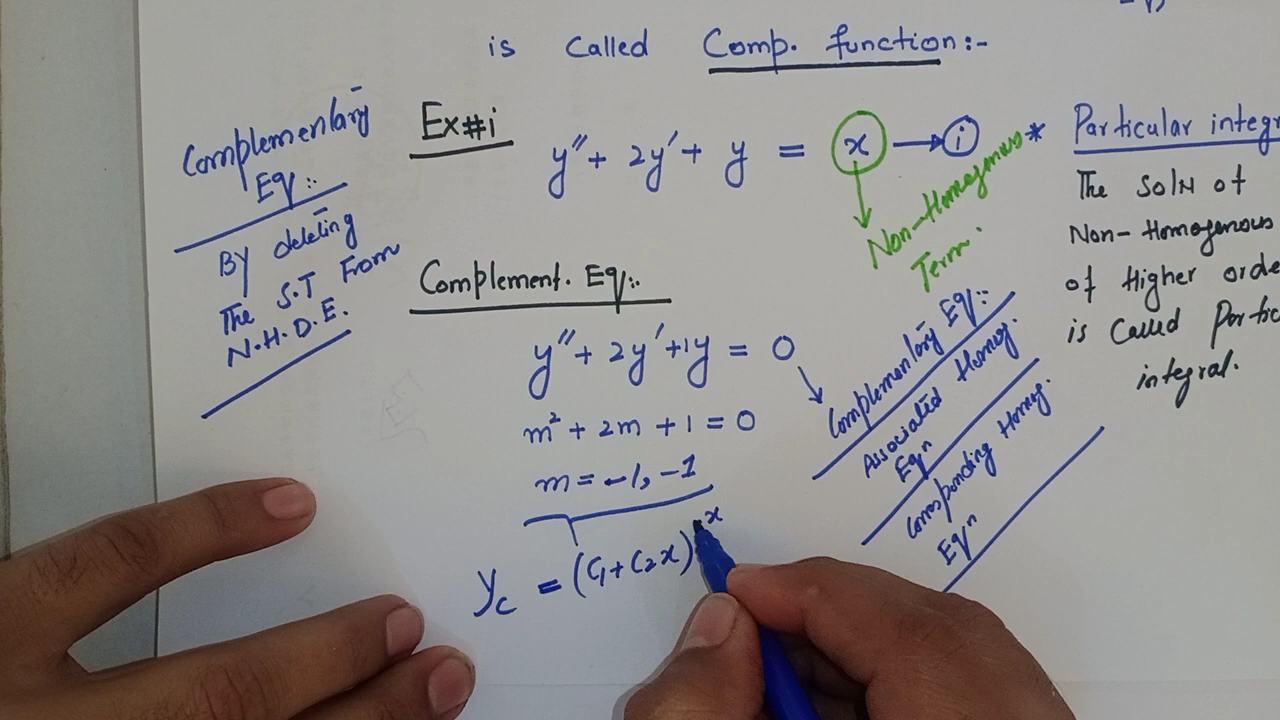 is Called Comp. function:-
Complementary
Eq::
By deleting
The S.T From
N.H.D.E.
Ex#i
y″ + 2y′ + y = x → i
Non-Homogenous
Term.
Complement. Eq::
y″ + 2y′ + 1y = 0
m² + 2m + 1 = 0
m = -1, -1
y_c = (C₁ + C₂x) x
Complementary Eq::
Associated Homog.
Eqⁿ
Corresponding Homog.
Eqⁿ
* Particular integr
The SolN of
Non-Homogenous
of Higher orde
is Called Partic
integral.